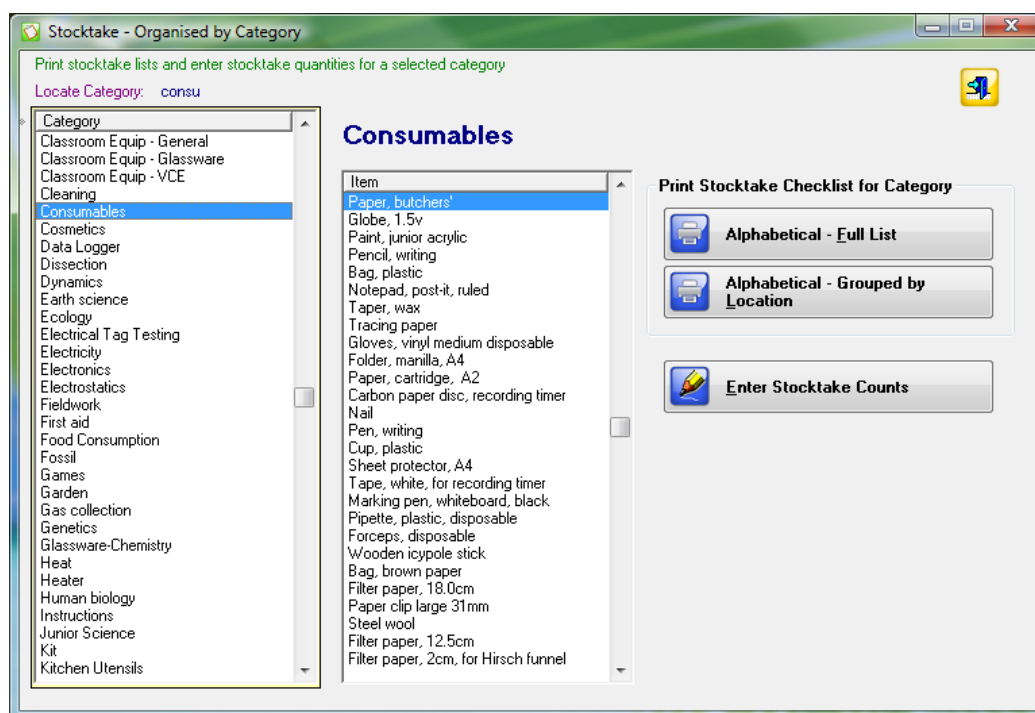 Stocktake - Organised by Category
Print stocktake lists and enter stocktake quantities for a selected category
Locate Category: consu
Category
Classroom Equip - General
Classroom Equip - Glassware
Classroom Equip - VCE
Cleaning
Consumables
Cosmetics
Data Logger
Dissection
Dynamics
Earth science
Ecology
Electrical Tag Testing
Electricity
Electronics
Electrostatics
Fieldwork
First aid
Food Consumption
Fossil
Games
Garden
Gas collection
Genetics
Glassware-Chemistry
Heat
Heater
Human biology
Instructions
Junior Science
Kit
Kitchen Utensils
Consumables
Item
Paper, butchers'
Globe, 1.5v
Paint, junior acrylic
Pencil, writing
Bag, plastic
Notepad, post-it, ruled
Taper, wax
Tracing paper
Gloves, vinyl medium disposable
Folder, manilla, A4
Paper, cartridge, A2
Carbon paper disc, recording timer
Nail
Pen, writing
Cup, plastic
Sheet protector, A4
Tape, white, for recording timer
Marking pen, whiteboard, black
Pipette, plastic, disposable
Forceps, disposable
Wooden icypole stick
Bag, brown paper
Filter paper, 18.0cm
Paper clip large 31mm
Steel wool
Filter paper, 12.5cm
Filter paper, 2cm, for Hirsch funnel
Print Stocktake Checklist for Category
Alphabetical - Full List
Alphabetical - Grouped by
Location
Enter Stocktake Counts